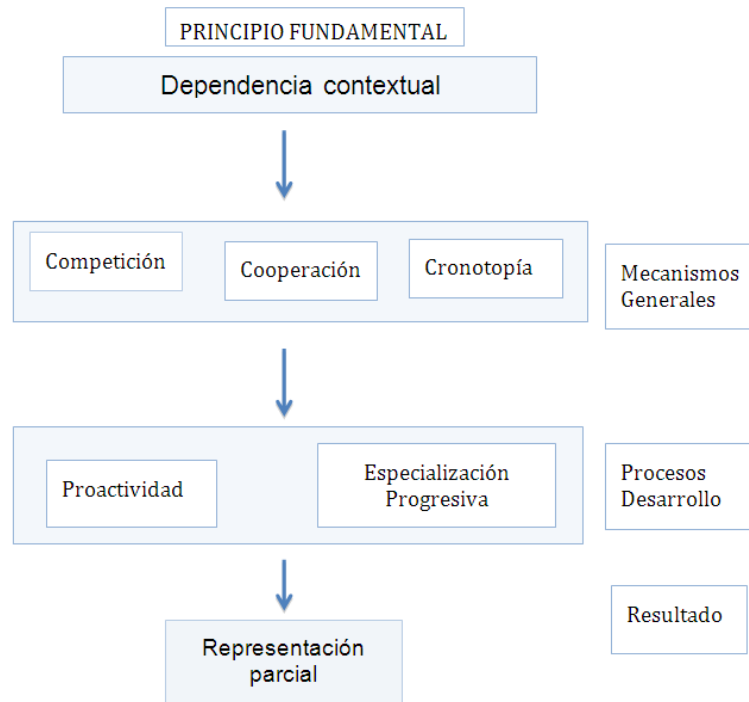 PRINCIPIO FUNDAMENTAL
Dependencia contextual
Competición
Cooperación
Cronotopía
Mecanismos
Generales
Proactividad
Especialización
Progresiva
Procesos
Desarrollo
Resultado
Representación
parcial